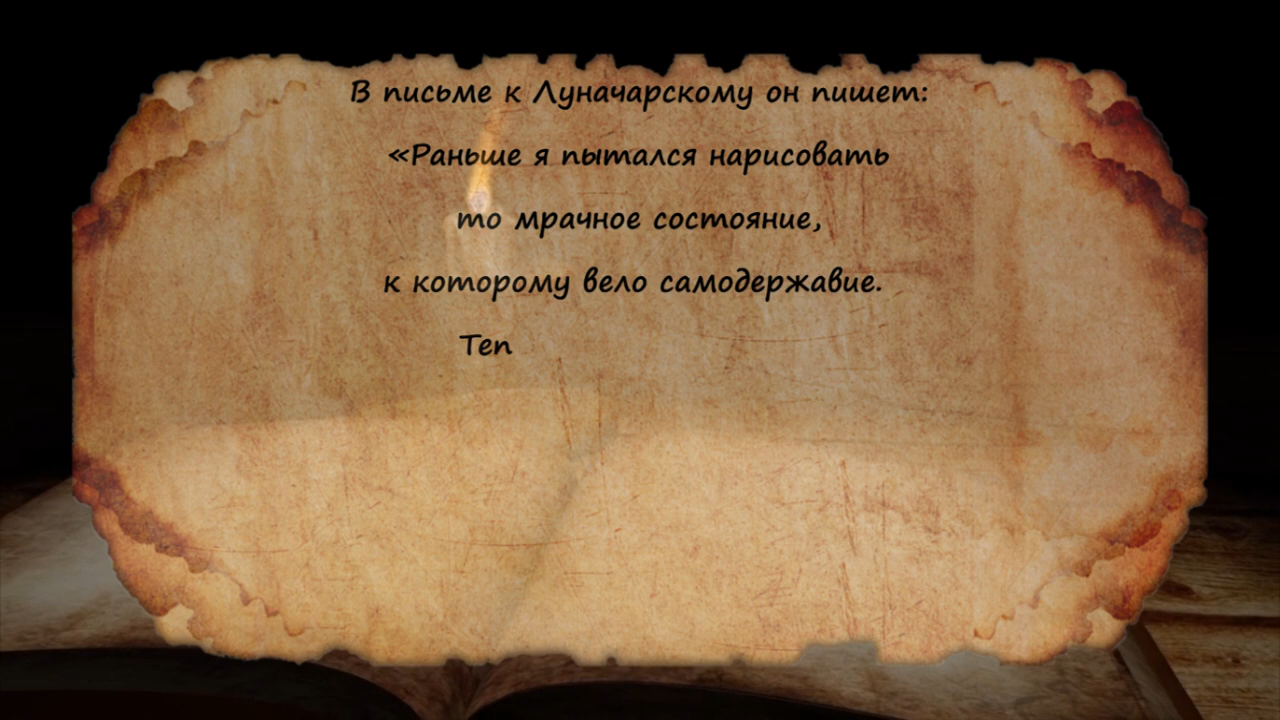 В письме к Луначарскому он пишет:
«Раньше я пытался нарисовать
то мрачное состояние,
к которому вело самодержавие.
Теп